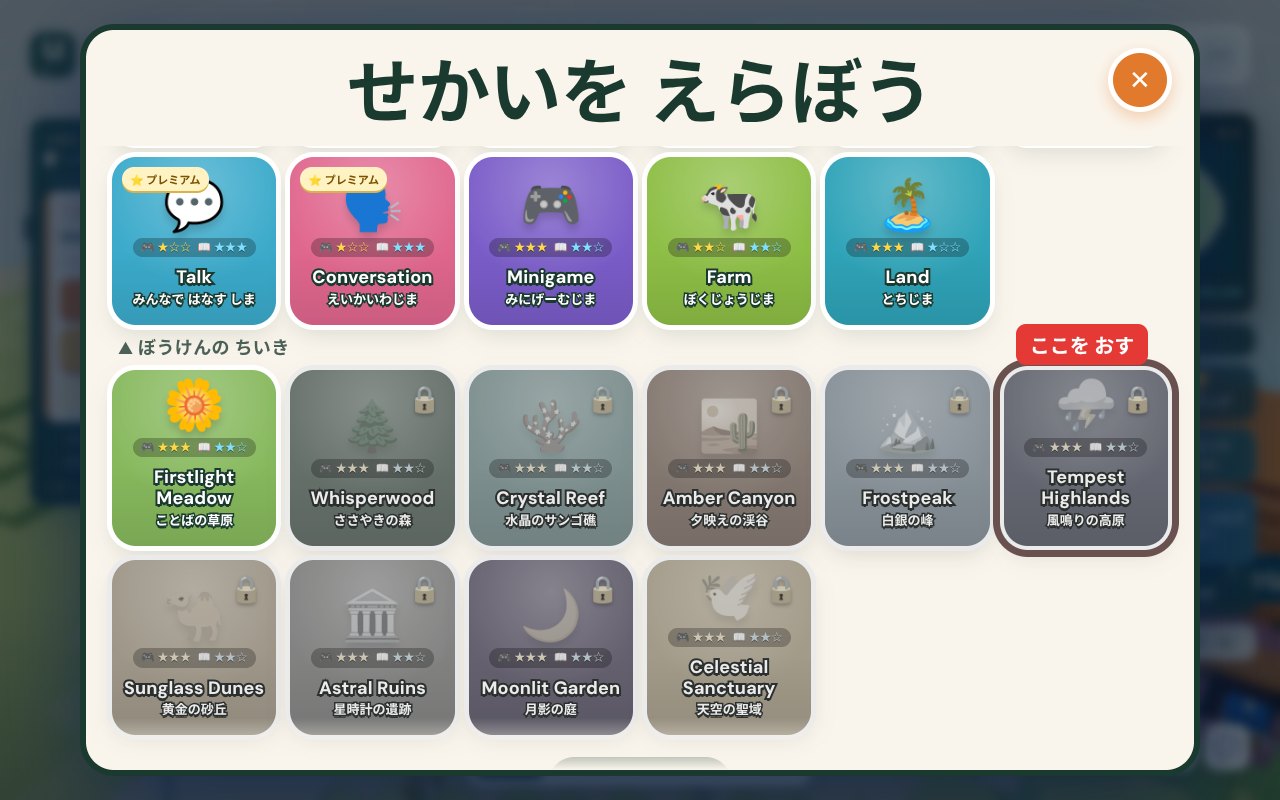 せかいを えらぼう
×
プレミアム
★☆☆ ★★★
Talk
みんなで はなす しま
プレミアム
★☆☆ ★★★
Conversation
えいかいわじま
★★★ ★★☆
Minigame
みにげーむじま
★★☆ ★★☆
Farm
ぼくじょうじま
★★★ ★☆☆
Land
とちじま
▲ ぼうけんの ちいき
ここを おす
★★★ ★★☆
Firstlight
Meadow
ことばの草原
★★★ ★★☆
Whisperwood
ささやきの森
★★★ ★★☆
Crystal Reef
水晶のサンゴ礁
★★★ ★★☆
Amber Canyon
夕映えの渓谷
★★★ ★★☆
Frostpeak
白銀の峰
★★★ ★★☆
Tempest
Highlands
風鳴りの高原
★★★ ★★☆
Sunglass Dunes
黄金の砂丘
★★★ ★★☆
Astral Ruins
星時計の遺跡
★★★ ★★☆
Moonlit Garden
月影の庭
★★★ ★★☆
Celestial
Sanctuary
天空の聖域